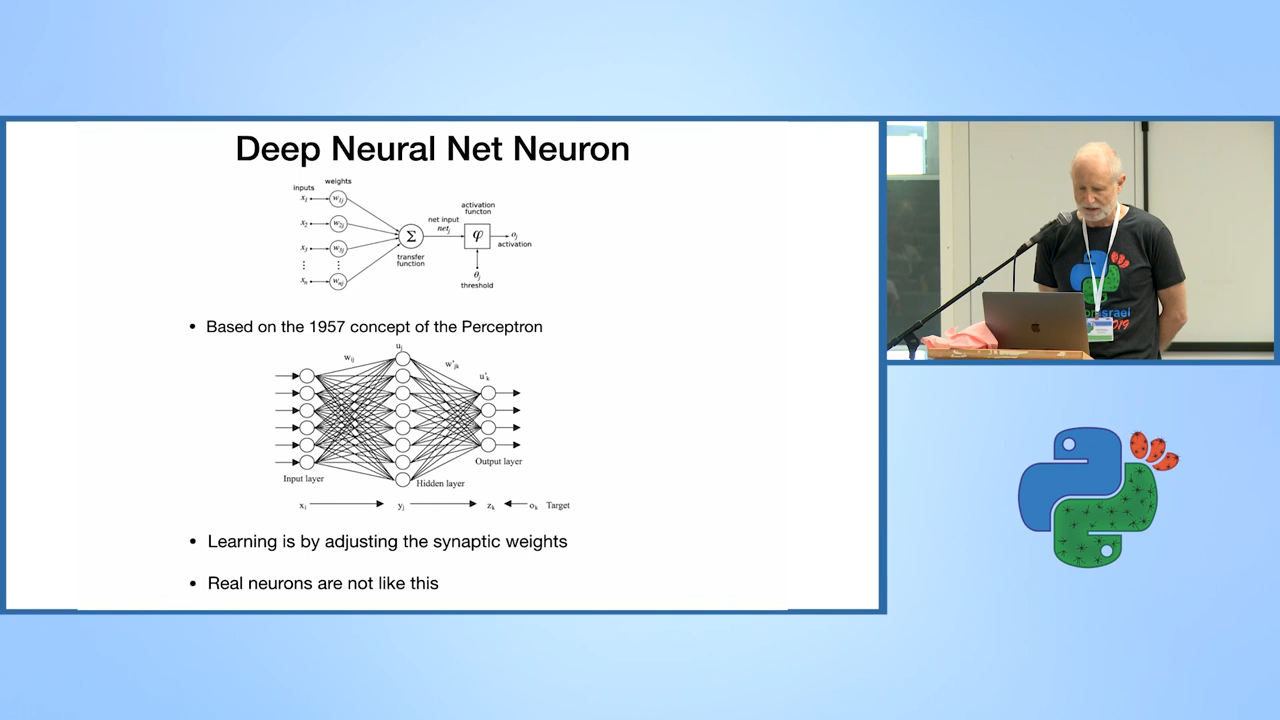 Deep Neural Net Neuron
inputs weights
x1 w1j
x2 w2j
x3 w3j
xn wnj
Σ
transfer
function
net input
netj
activation
functon
φ
oj
activation
θj
threshold
• Based on the 1957 concept of the Perceptron
wij
uj
w'jk
u'k
Input layer
Hidden layer
Output layer
xi yj zk ok Target
• Learning is by adjusting the synaptic weights
• Real neurons are not like this
2019